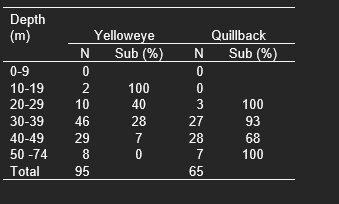 Depth
(m) Yelloweye Quillback
N Sub (%) N Sub (%)
0-9 0 0
10-19 2 100 0
20-29 10 40 3 100
30-39 46 28 27 93
40-49 29 7 28 68
50 -74 8 0 7 100
Total 95 65